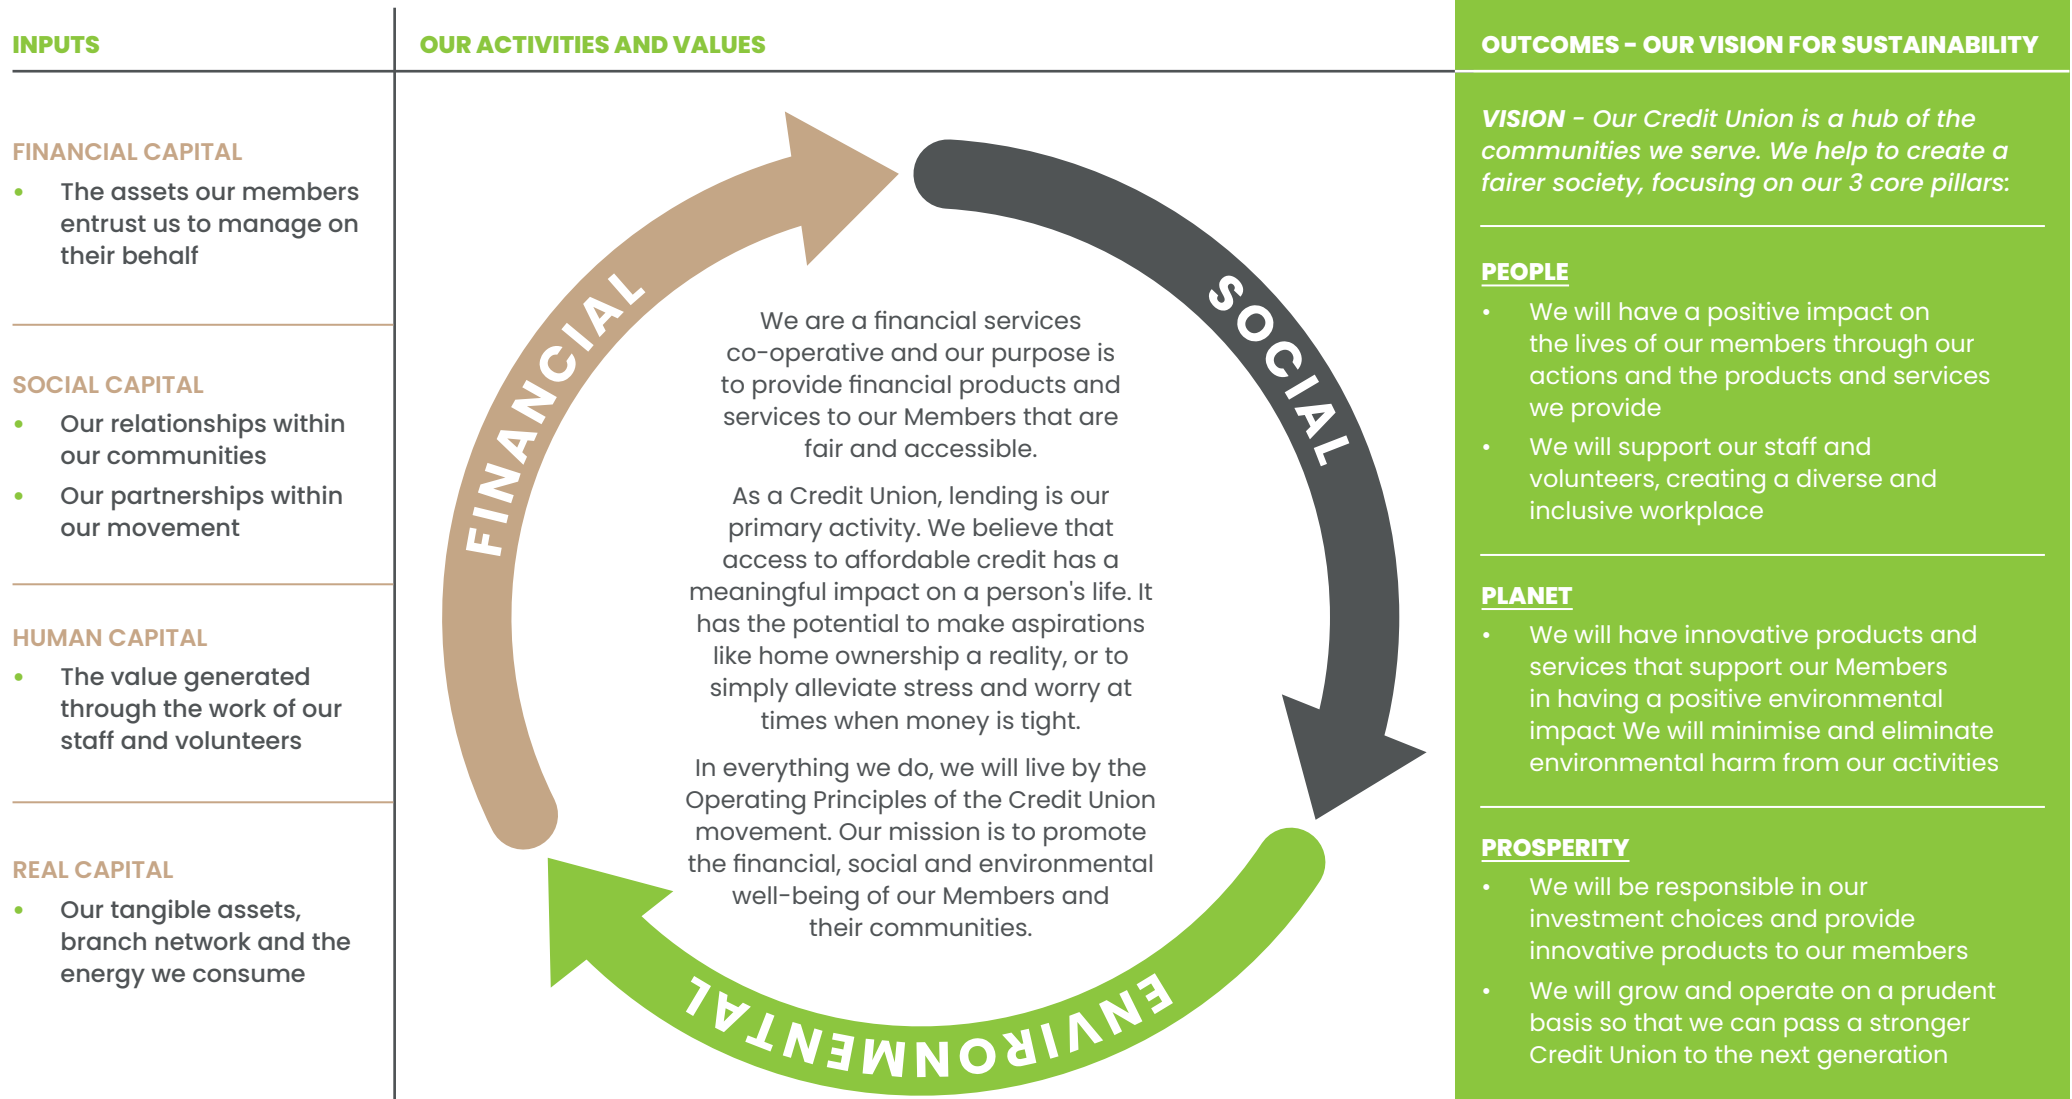 INPUTS
FINANCIAL CAPITAL
• The assets our members
entrust us to manage on
their behalf
SOCIAL CAPITAL
• Our relationships within
our communities
• Our partnerships within
our movement
HUMAN CAPITAL
• The value generated
through the work of our
staff and volunteers
REAL CAPITAL
• Our tangible assets,
branch network and the
energy we consume
OUR ACTIVITIES AND VALUES
FINANCIAL
SOCIAL
ENVIRONMENTAL
We are a financial services
co-operative and our purpose is
to provide financial products and
services to our Members that are
fair and accessible.
As a Credit Union, lending is our
primary activity. We believe that
access to affordable credit has a
meaningful impact on a person's life. It
has the potential to make aspirations
like home ownership a reality, or to
simply alleviate stress and worry at
times when money is tight.
In everything we do, we will live by the
Operating Principles of the Credit Union
movement. Our mission is to promote
the financial, social and environmental
well-being of our Members and
their communities.
OUTCOMES - OUR VISION FOR SUSTAINABILITY
VISION - Our Credit Union is a hub of the
communities we serve. We help to create a
fairer society, focusing on our 3 core pillars:
PEOPLE
• We will have a positive impact on
the lives of our members through our
actions and the products and services
we provide
• We will support our staff and
volunteers, creating a diverse and
inclusive workplace
PLANET
• We will have innovative products and
services that support our Members
in having a positive environmental
impact We will minimise and eliminate
environmental harm from our activities
PROSPERITY
• We will be responsible in our
investment choices and provide
innovative products to our members
• We will grow and operate on a prudent
basis so that we can pass a stronger
Credit Union to the next generation